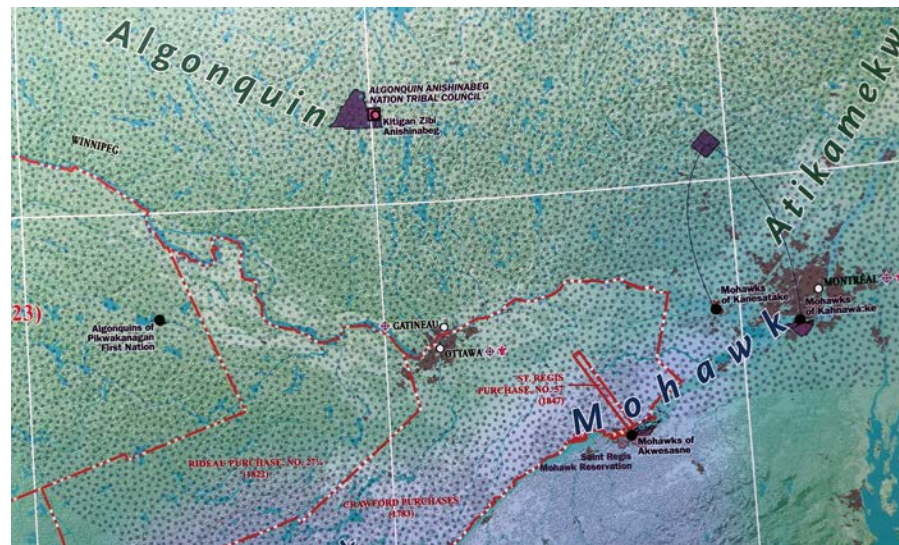 Algonquin
ALGONQUIN ANISHINABEG
NATION TRIBAL COUNCIL
Kitigan Zibi
Anishinabeg
Atikamekw
WINNIPEG
23)
Algonquins of
Pikwakanagan
First Nation
GATINEAU
OTTAWA
Mohawks
of Kanesatake
MONTRÉAL
Mohawks of
Kahnawá:ke
Mohawk
ST. REGIS
PURCHASE, NO. 57
(1847)
Mohawks of
Akwesasne
Saint Regis
Mohawk Reservation
RIDEAU PURCHASE, NO. 27¼
(1822)
CRAWFORD PURCHASES
(1783)